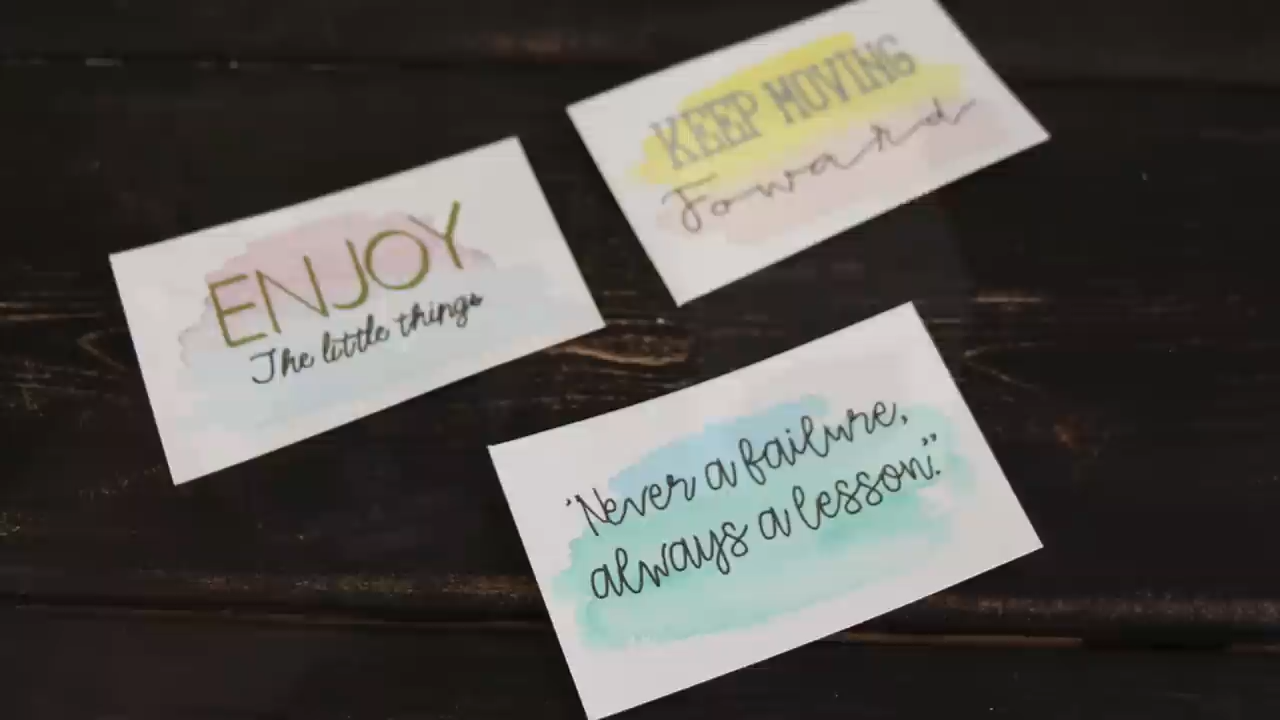 KEEP MOVING
Foward
ENJOY
The little things
"Never a failure,
always a lesson."